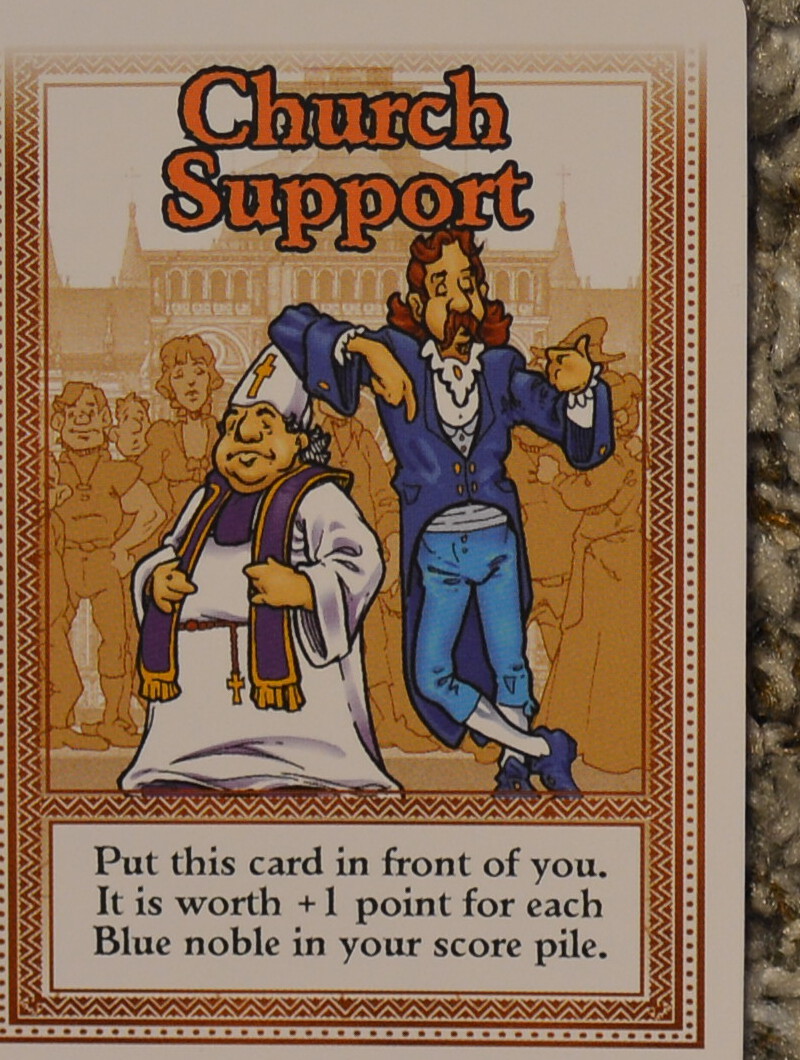 Church
Support
Put this card in front of you.
It is worth +1 point for each
Blue noble in your score pile.